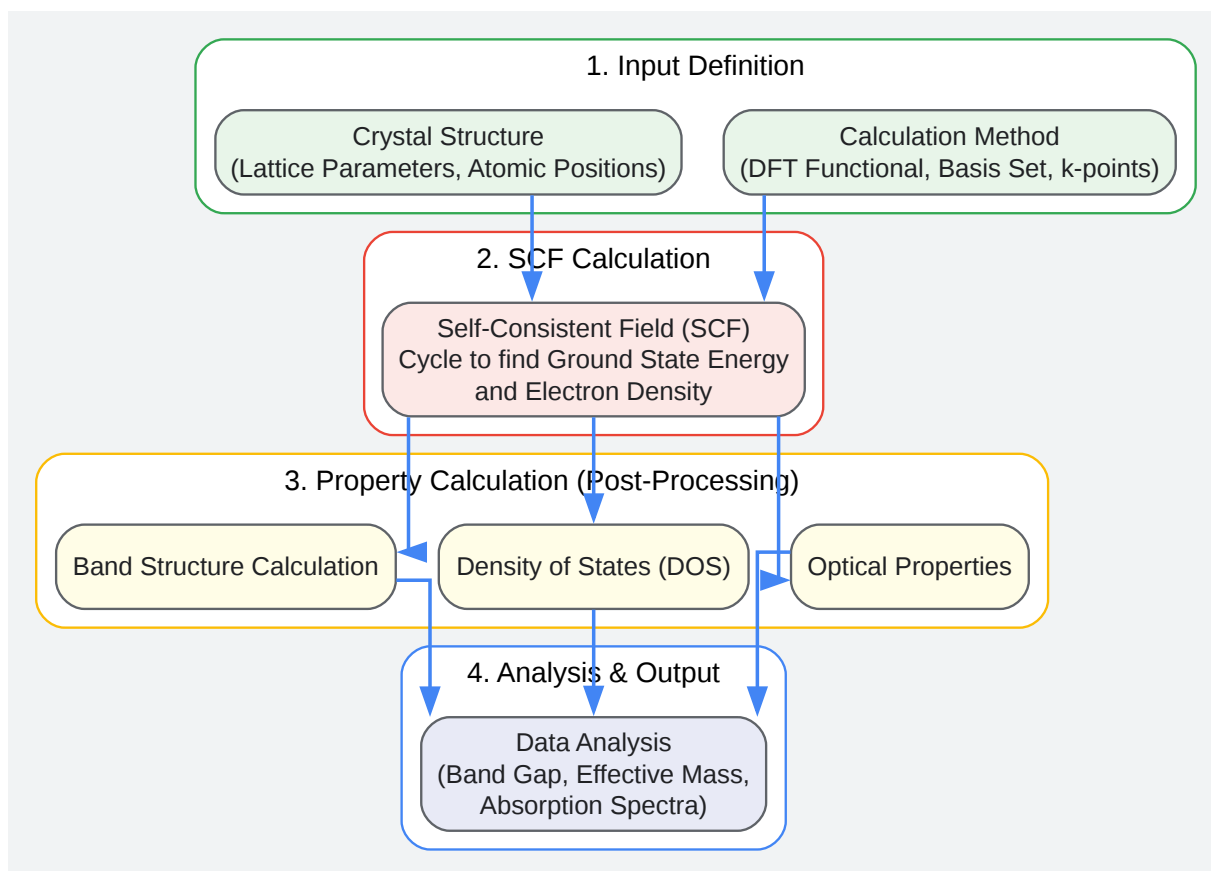 1. Input Definition
Crystal Structure
(Lattice Parameters, Atomic Positions)
Calculation Method
(DFT Functional, Basis Set, k-points)
2. SCF Calculation
Self-Consistent Field (SCF)
Cycle to find Ground State Energy
and Electron Density
3. Property Calculation (Post-Processing)
Band Structure Calculation
Density of States (DOS)
Optical Properties
4. Analysis & Output
Data Analysis
(Band Gap, Effective Mass,
Absorption Spectra)